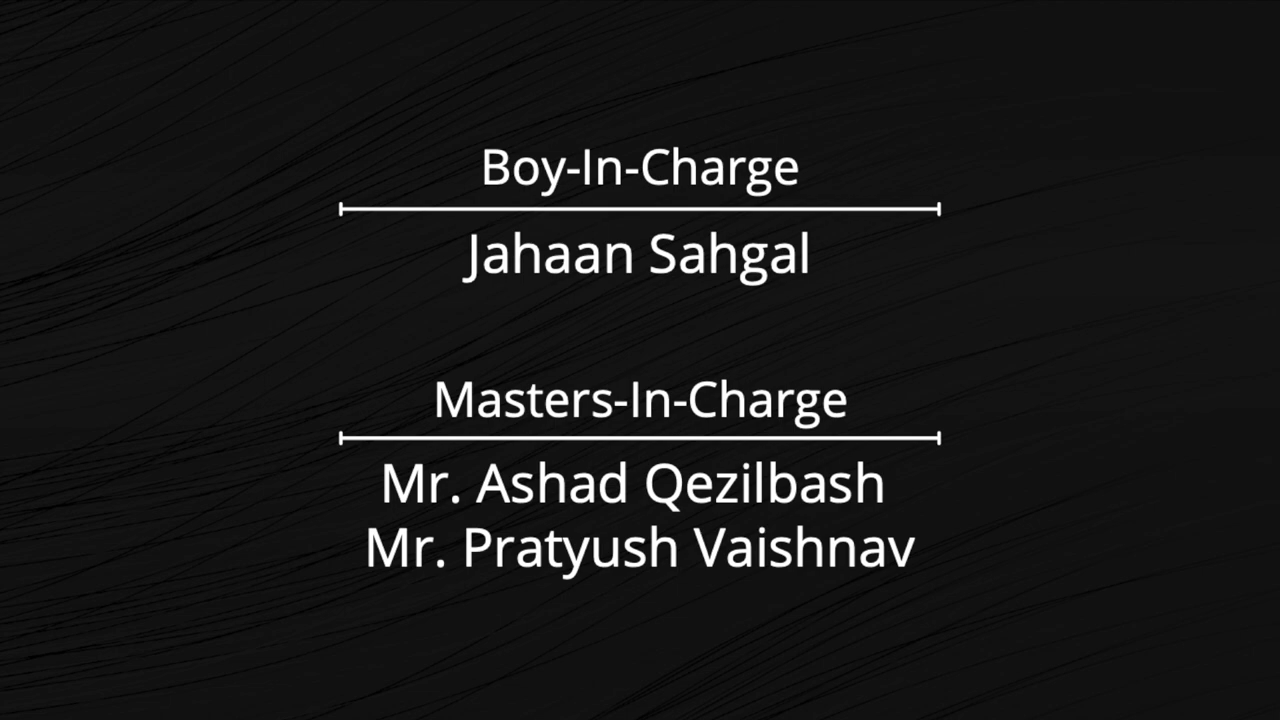 Boy-In-Charge
Jahaan Sahgal
Masters-In-Charge
Mr. Ashad Qezilbash
Mr. Pratyush Vaishnav